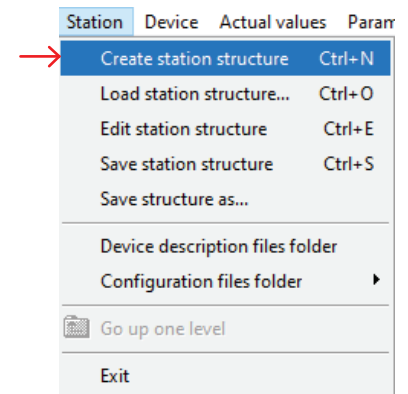 Station Device Actual values Param
Create station structure Ctrl+N
Load station structure... Ctrl+O
Edit station structure Ctrl+E
Save station structure Ctrl+S
Save structure as...
Device description files folder
Configuration files folder
Go up one level
Exit